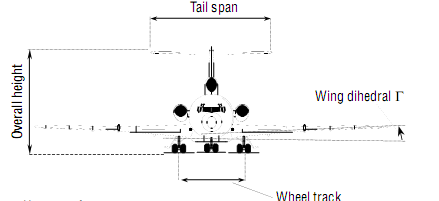 Tail span
Overall height
Wing dihedral Γ
Wheel track